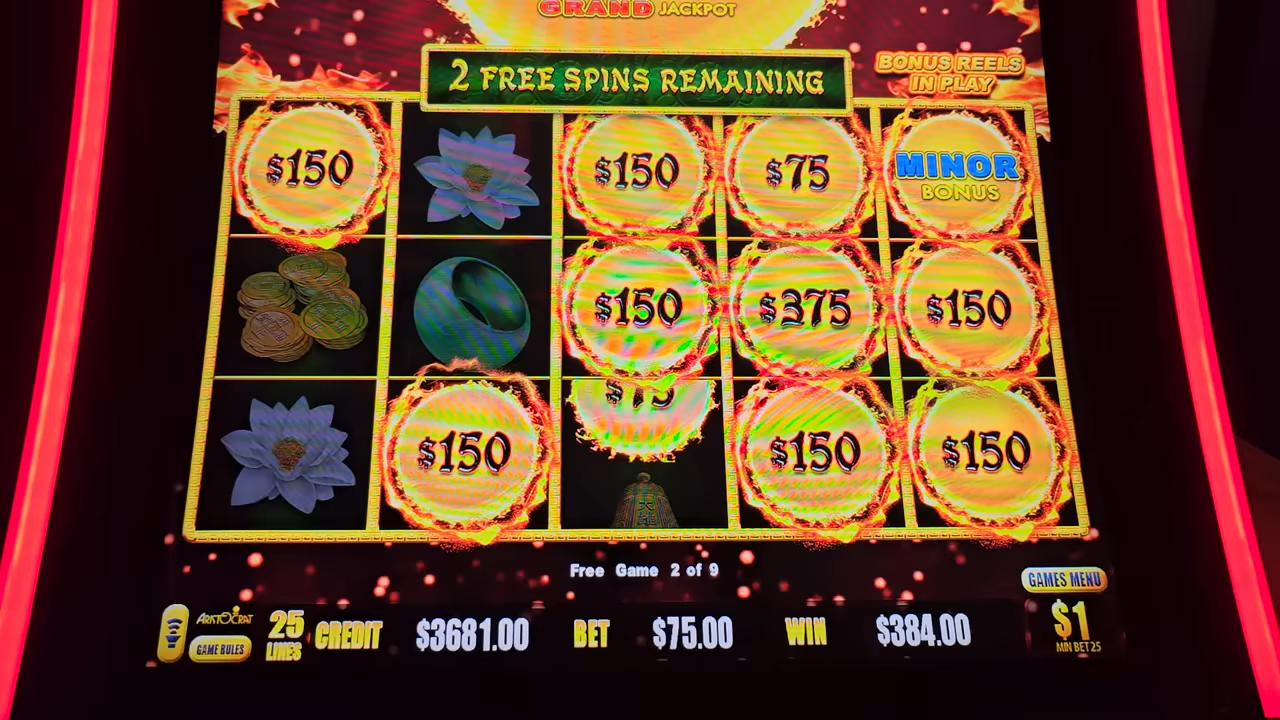 GRAND JACKPOT
2 FREE SPINS REMAINING
BONUS REELS
IN PLAY
$150
$150
$75
MINOR
BONUS
$150
$375
$150
$150
$75
$150
$150
Free Game 2 of 9
GAMES MENU
ARISTOCRAT
GAME RULES
25
LINES
CREDIT
$3681.00
BET
$75.00
WIN
$384.00
$1
MIN BET 25